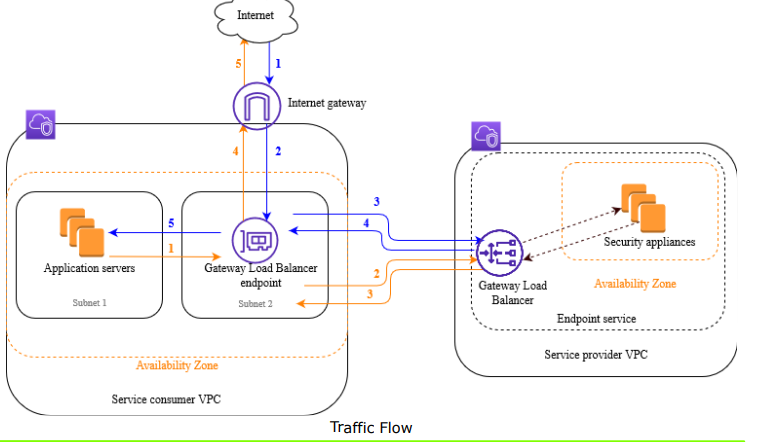 Internet
5
1
Internet gateway
4
2
3
4
5
1
Application servers
Gateway Load Balancer
endpoint
Subnet 1
Subnet 2
2
3
Availability Zone
Service consumer VPC
Security appliances
Gateway Load
Balancer
Availability Zone
Endpoint service
Service provider VPC
Traffic Flow